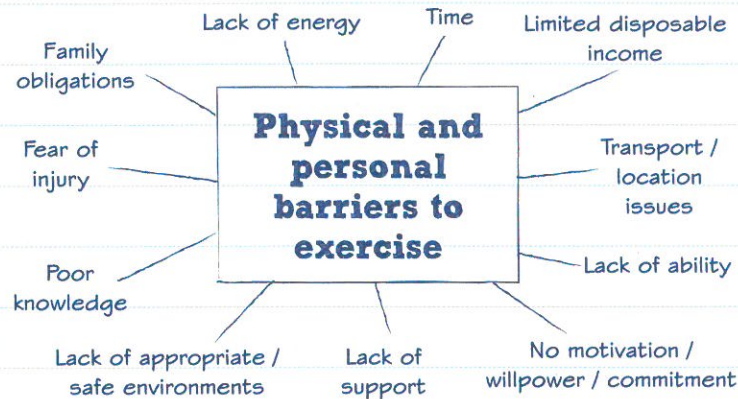 Lack of energy
Time
Limited disposable
income
Family
obligations
Physical and
personal
barriers to
exercise
Fear of
injury
Transport /
location
issues
Poor
knowledge
Lack of ability
Lack of appropriate /
safe environments
Lack of
support
No motivation /
willpower / commitment